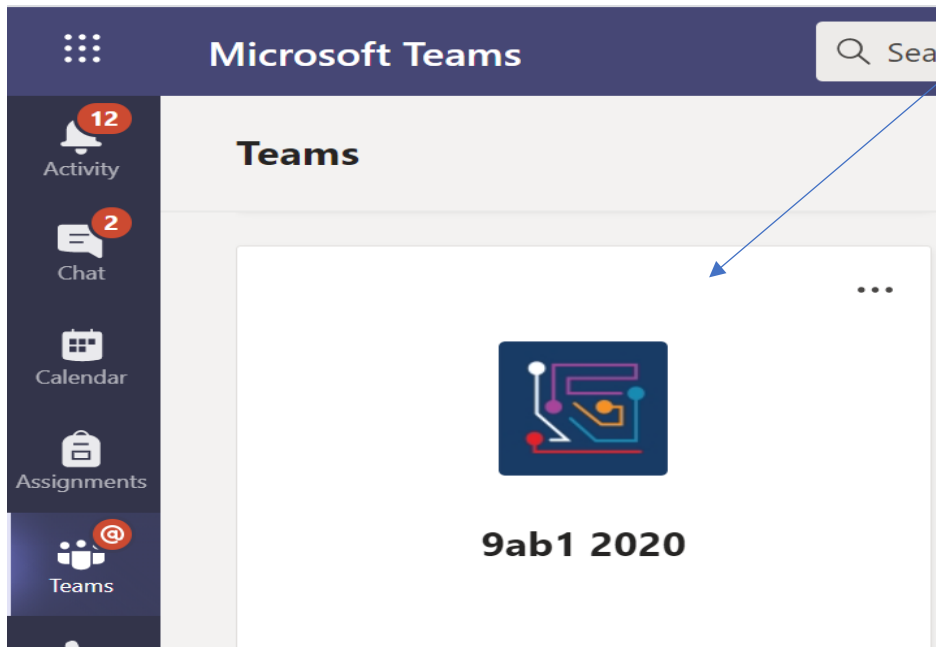 Microsoft Teams
Sea
12
Activity
Teams
2
Chat
Calendar
Assignments
@
Teams
9ab1 2020